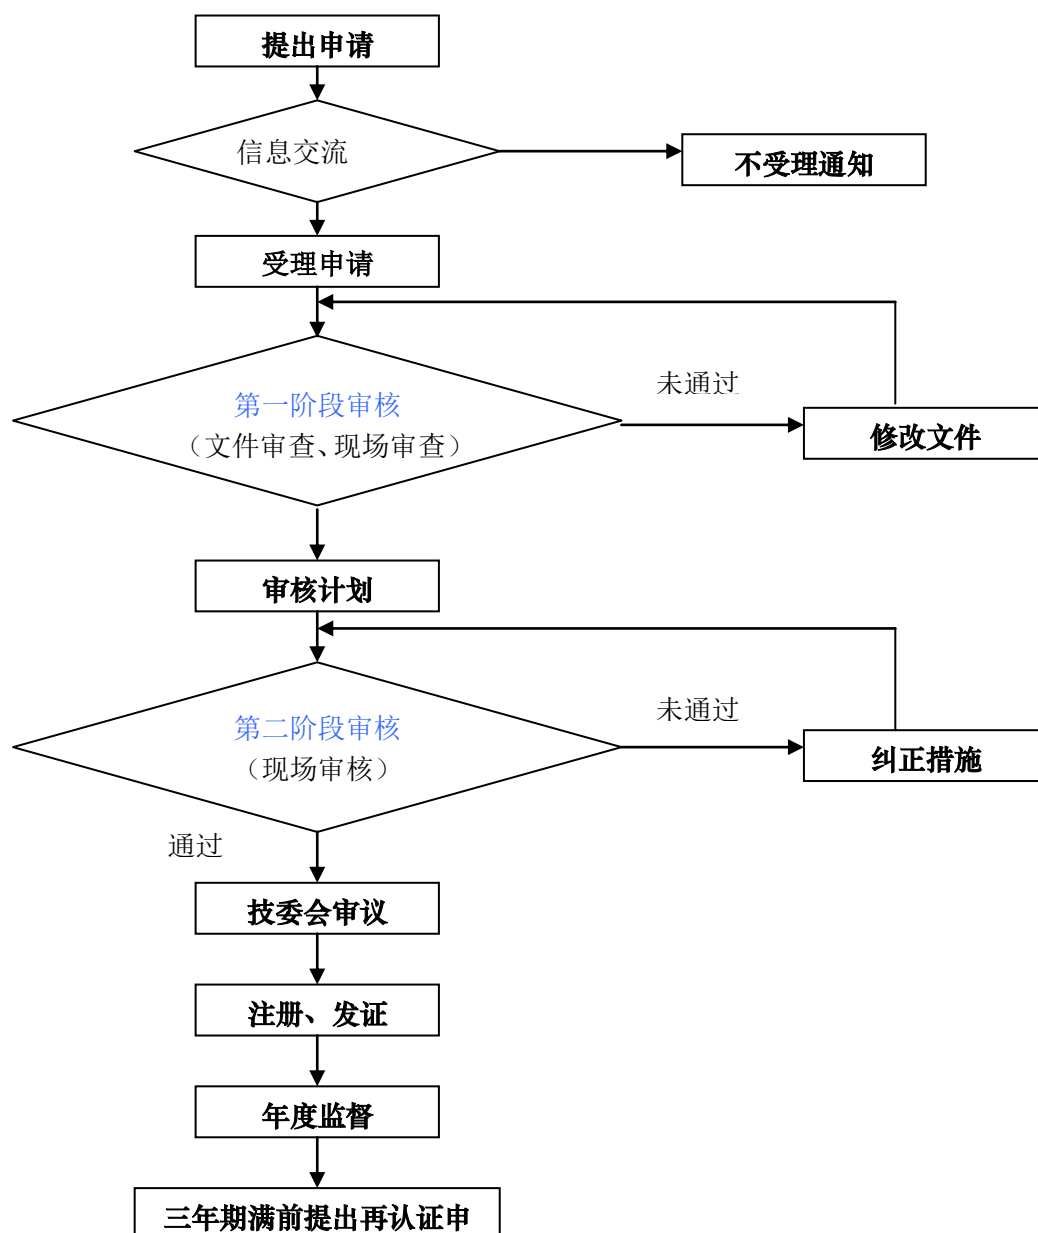 提出申请
信息交流
不受理通知
受理申请
未通过
第一阶段审核
（文件审查、现场审查）
修改文件
审核计划
未通过
第二阶段审核
（现场审核）
纠正措施
通过
技委会审议
注册、发证
年度监督
三年期满前提出再认证申